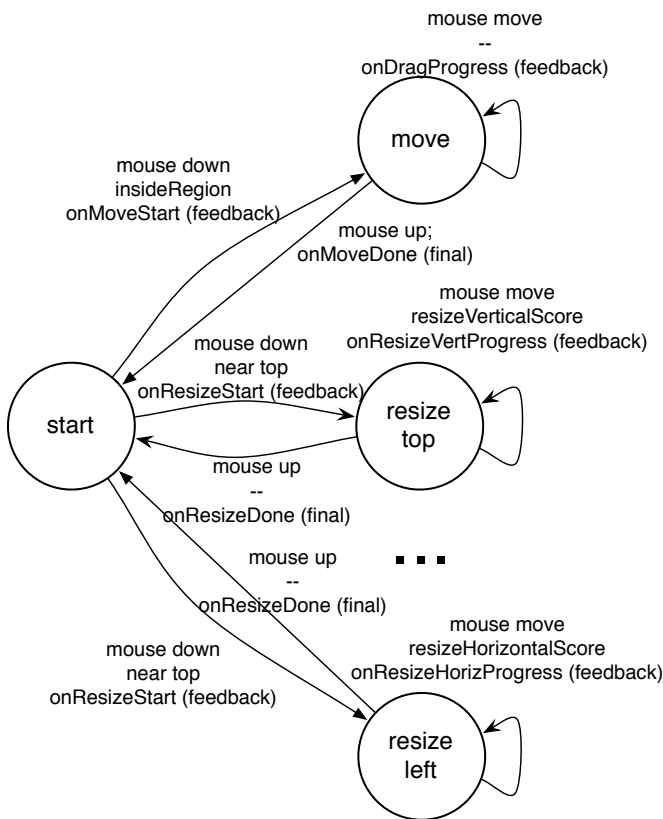 mouse move
--
onDragProgress (feedback)
move
mouse down
insideRegion
onMoveStart (feedback)
mouse up;
onMoveDone (final)
mouse move
resizeVerticalScore
onResizeVertProgress (feedback)
mouse down
near top
onResizeStart (feedback)
start
resize
top
mouse up
--
onResizeDone (final)
mouse up
--
onResizeDone (final)
...
mouse move
resizeHorizontalScore
onResizeHorizProgress (feedback)
mouse down
near top
onResizeStart (feedback)
resize
left